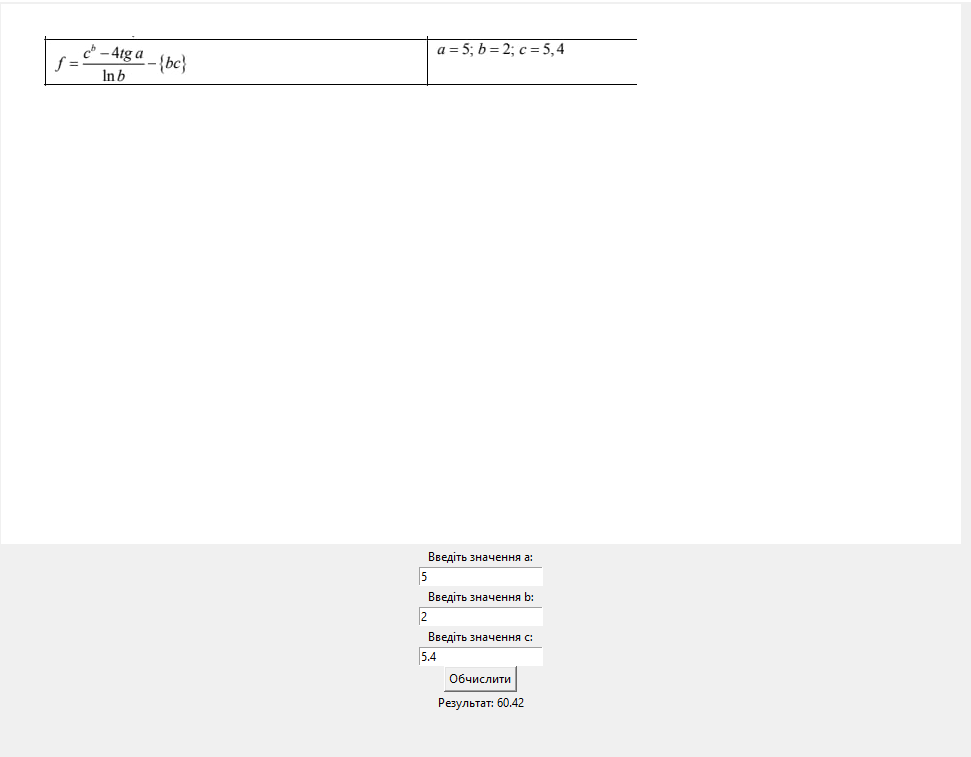 f = \frac{c^b - 4tg a}{\ln b} - {bc}
a = 5; b = 2; c = 5,4
Введіть значення a:
5
Введіть значення b:
2
Введіть значення c:
5.4
Обчислити
Результат: 60.42